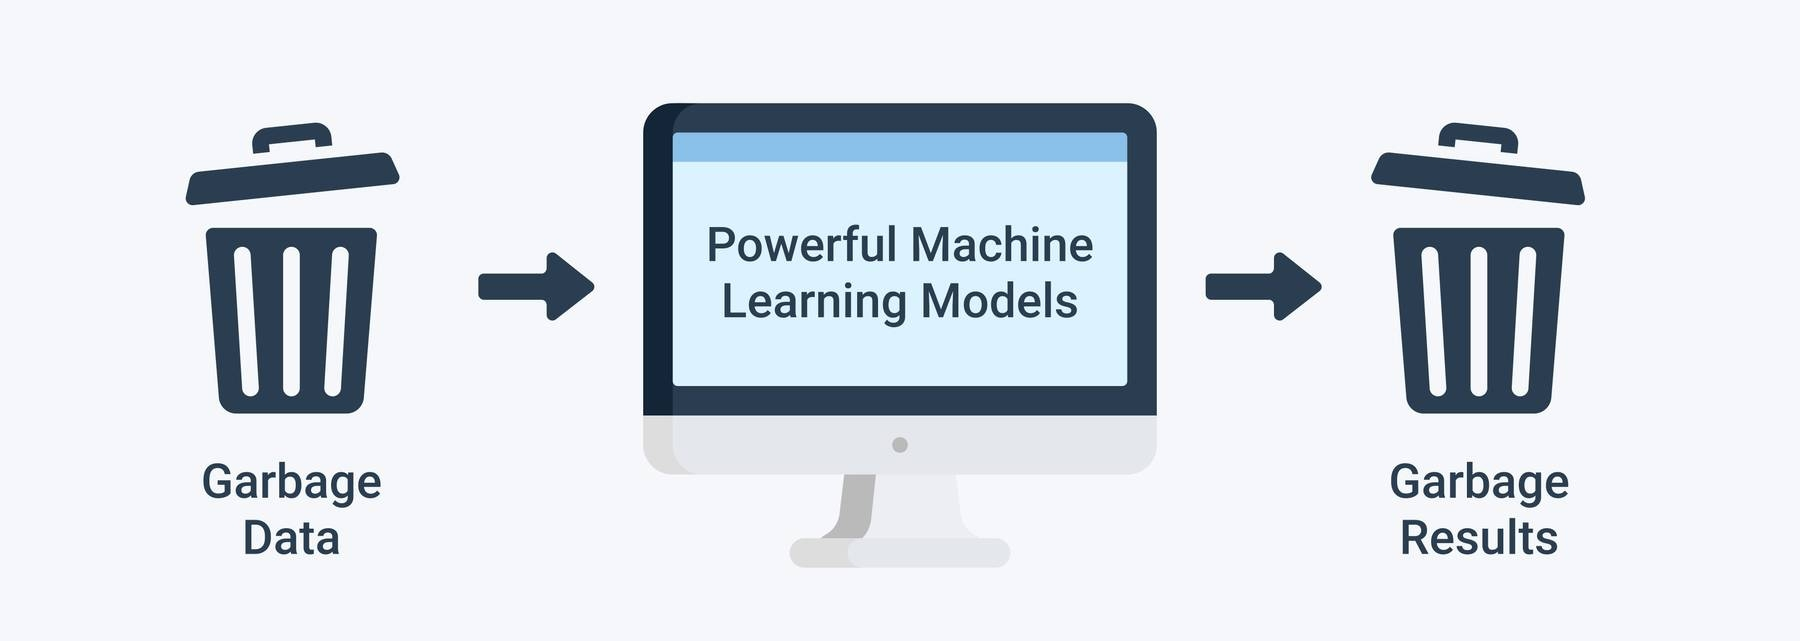 Garbage
Data
Powerful Machine
Learning Models
Garbage
Results